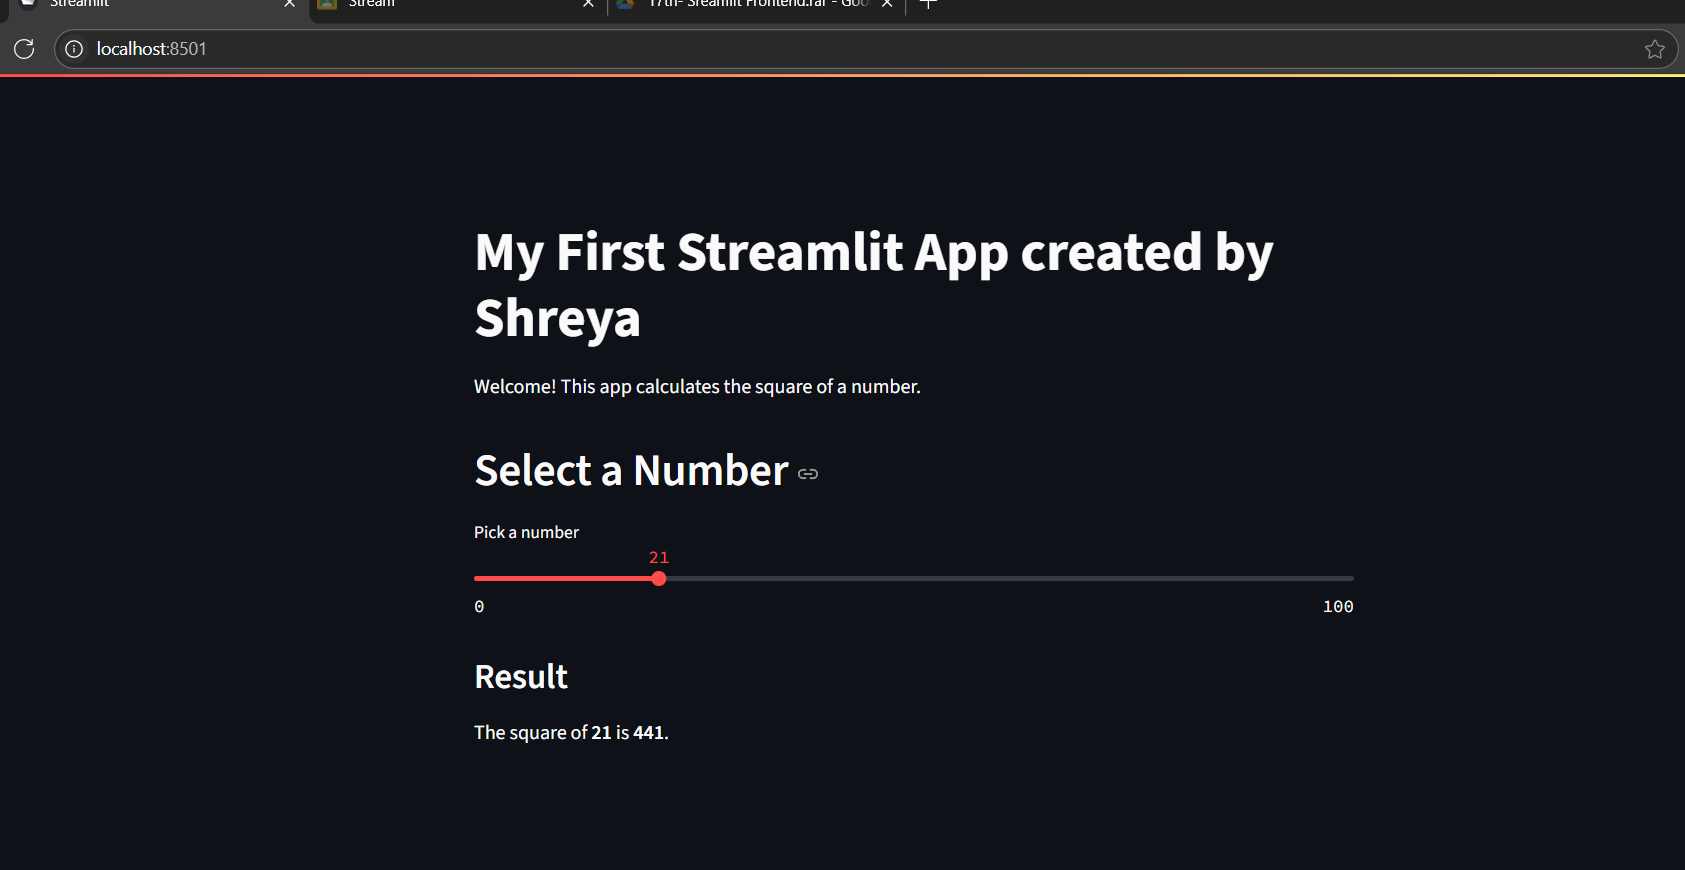 Streamlit
Stream
17th- Sreamlit Frontend.rar - Goo
localhost:8501
My First Streamlit App created by
Shreya
Welcome! This app calculates the square of a number.
Select a Number
Pick a number
21
0
100
Result
The square of 21 is 441.